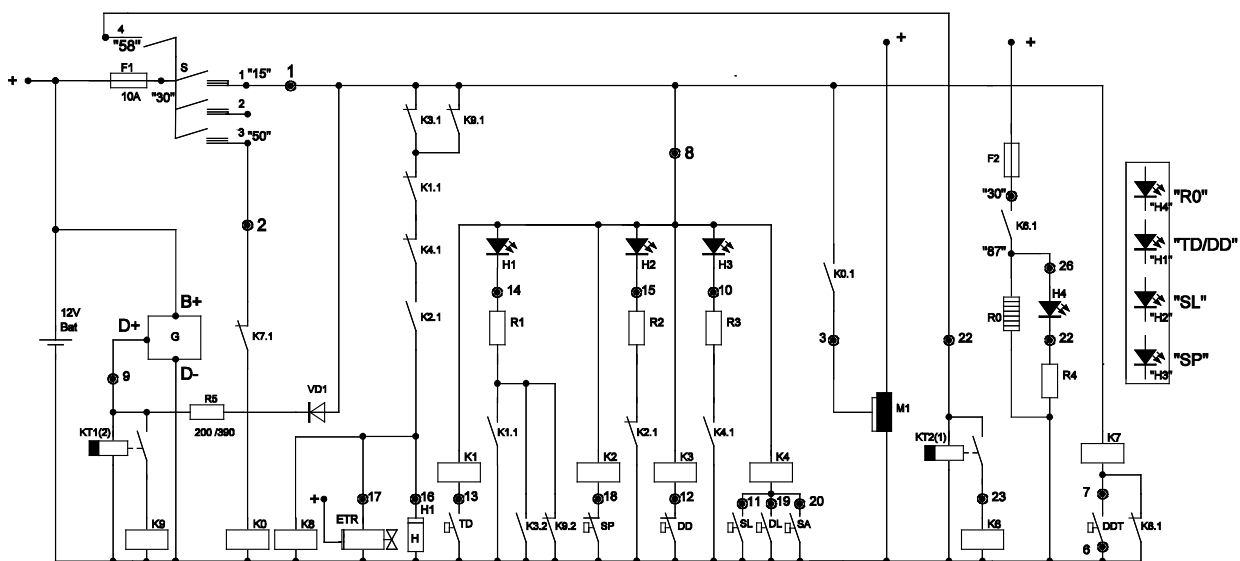 4
"58"
+
F1
10A
"30"
S
1 "15" 1
2
3 "50"
+
+
K3.1
K9.1
8
F2
"30"
K1.1
2
K4.1
K6.1
"87"
26
"R0"
"H4"
"TD/DD"
"H1"
"SL"
"H2"
"SP"
"H3"
H1
H2
H3
K0.1
H4
R0
12V
Bat
B+
D+
G
D-
K7.1
K2.1
14
15
10
R1
R2
R3
3
22
22
R4
9
R5
200 /390
VD1
M1
KT1(2)
K1.1
K2.1
K4.1
KT2(1)
K1
K2
K3
K4
K7
+
17
16
H1
13
18
12
11
19
20
23
7
TD
K3.2
K9.2
SP
DD
SL
DL
SA
DDT
K6.1
6
K9
K0
K8
ETR
H
K6